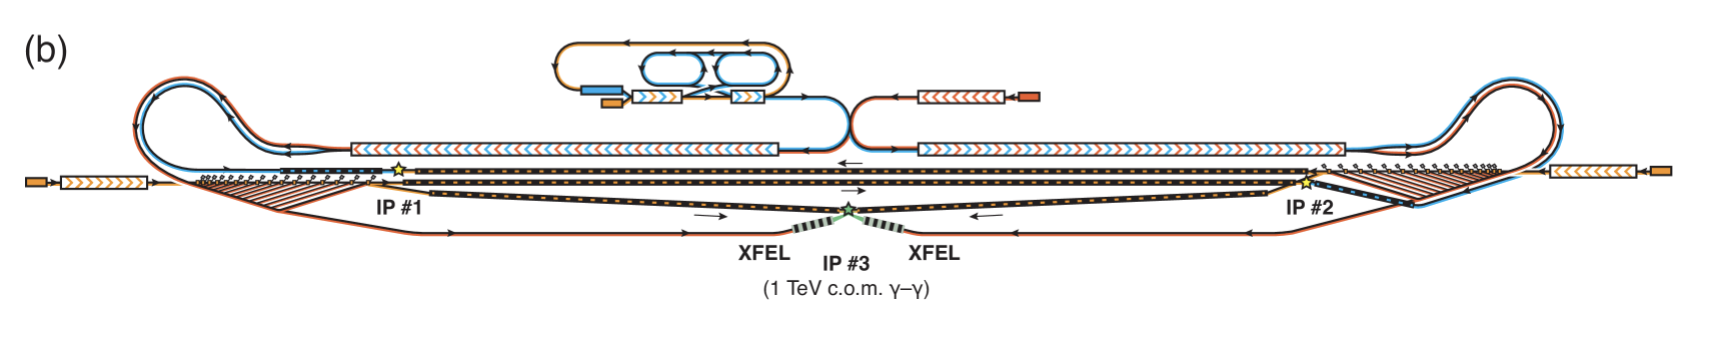 (b)
IP #1
IP #2
XFEL
IP #3
XFEL
(1 TeV c.o.m. γ–γ)